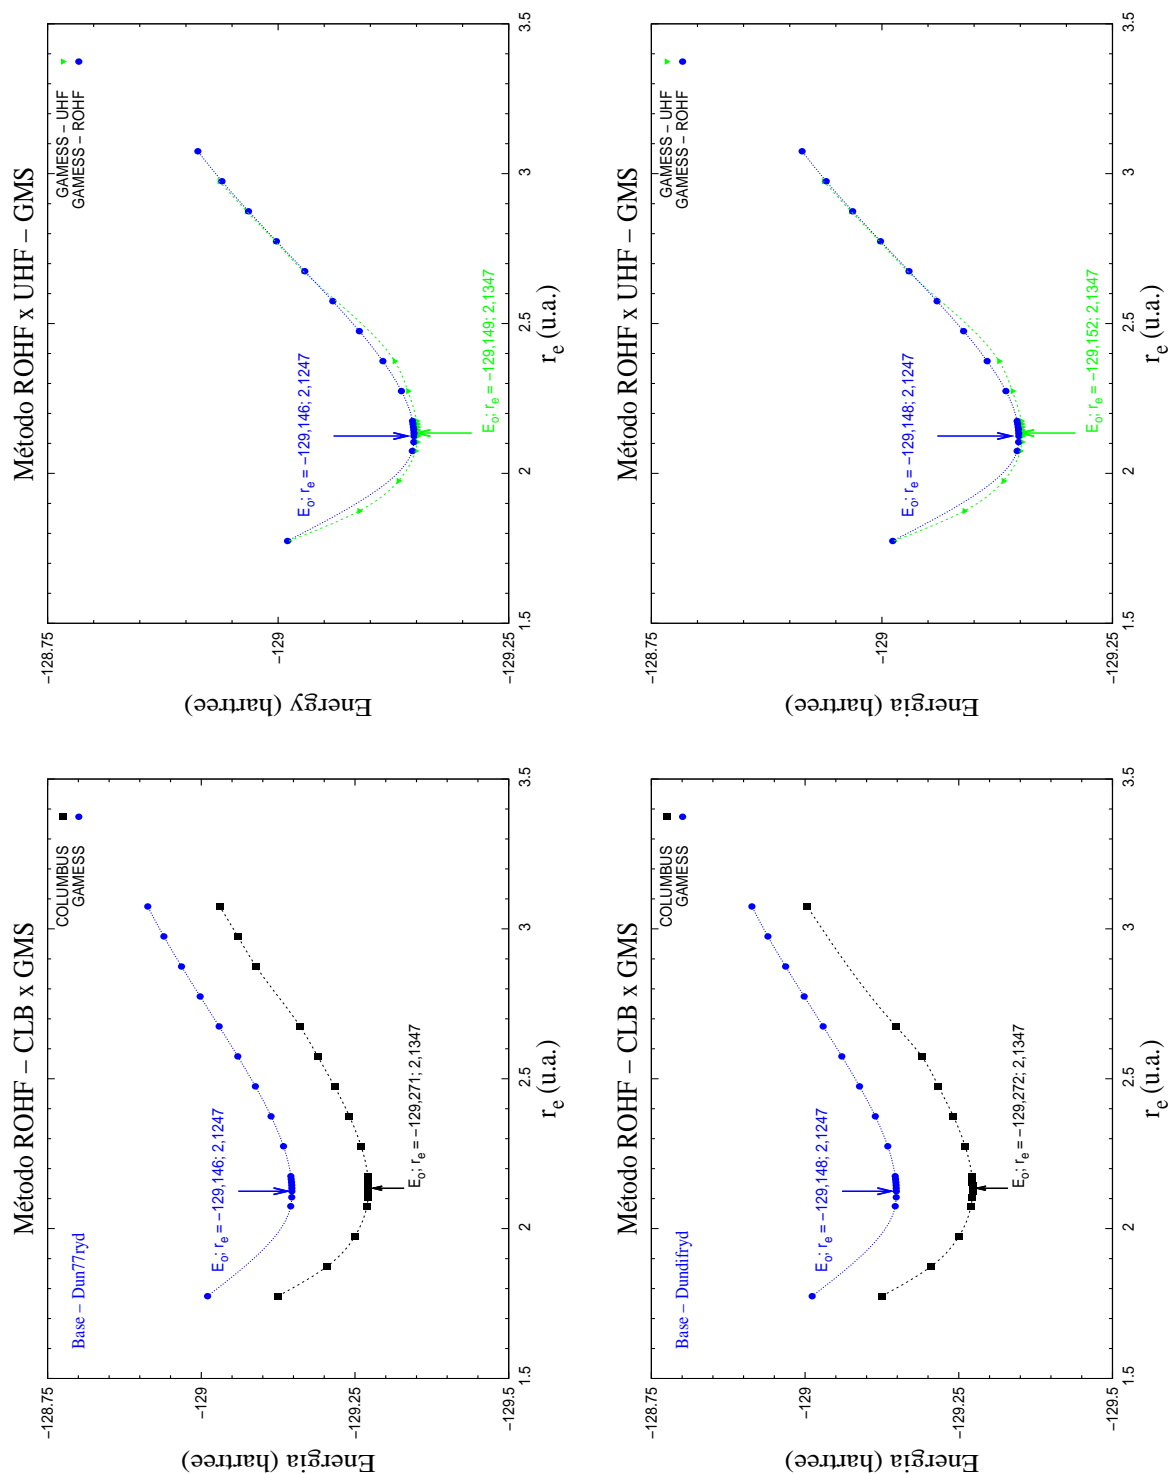 Método ROHF – CLB x GMS
Energia (hartree)
−128.75
−129
−129.25
−129.5
Base – Dun77ryd
COLUMBUS
GAMESS
E₀; rₑ = −129,146; 2,1247
E₀; rₑ = −129,271; 2,1347
1.5
2
2.5
3
3.5
rₑ (u.a.)
Método ROHF x UHF – GMS
Energy (hartree)
−128.75
−129
−129.25
GAMESS – UHF
GAMESS – ROHF
E₀; rₑ = −129,146; 2,1247
E₀; rₑ = −129,149; 2,1347
1.5
2
2.5
3
3.5
rₑ (u.a.)
Método ROHF – CLB x GMS
Energia (hartree)
−128.75
−129
−129.25
−129.5
Base – Dundifryd
COLUMBUS
GAMESS
E₀; rₑ = −129,148; 2,1247
E₀; rₑ = −129,272; 2,1347
1.5
2
2.5
3
3.5
rₑ (u.a.)
Método ROHF x UHF – GMS
Energia (hartree)
−128.75
−129
−129.25
GAMESS – UHF
GAMESS – ROHF
E₀; rₑ = −129,148; 2,1247
E₀; rₑ = −129,152; 2,1347
1.5
2
2.5
3
3.5
rₑ (u.a.)